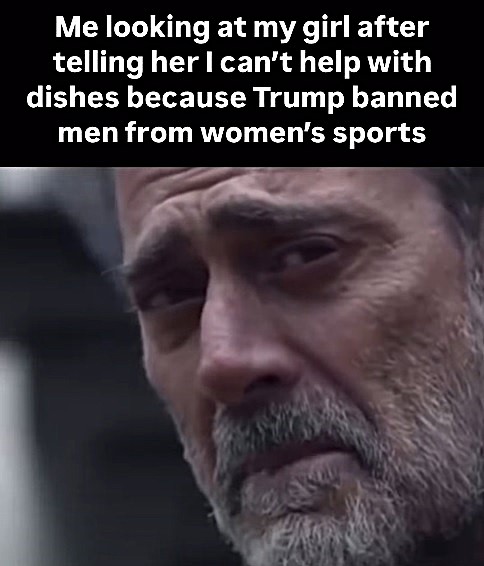 Me looking at my girl after
telling her I can’t help with
dishes because Trump banned
men from women’s sports